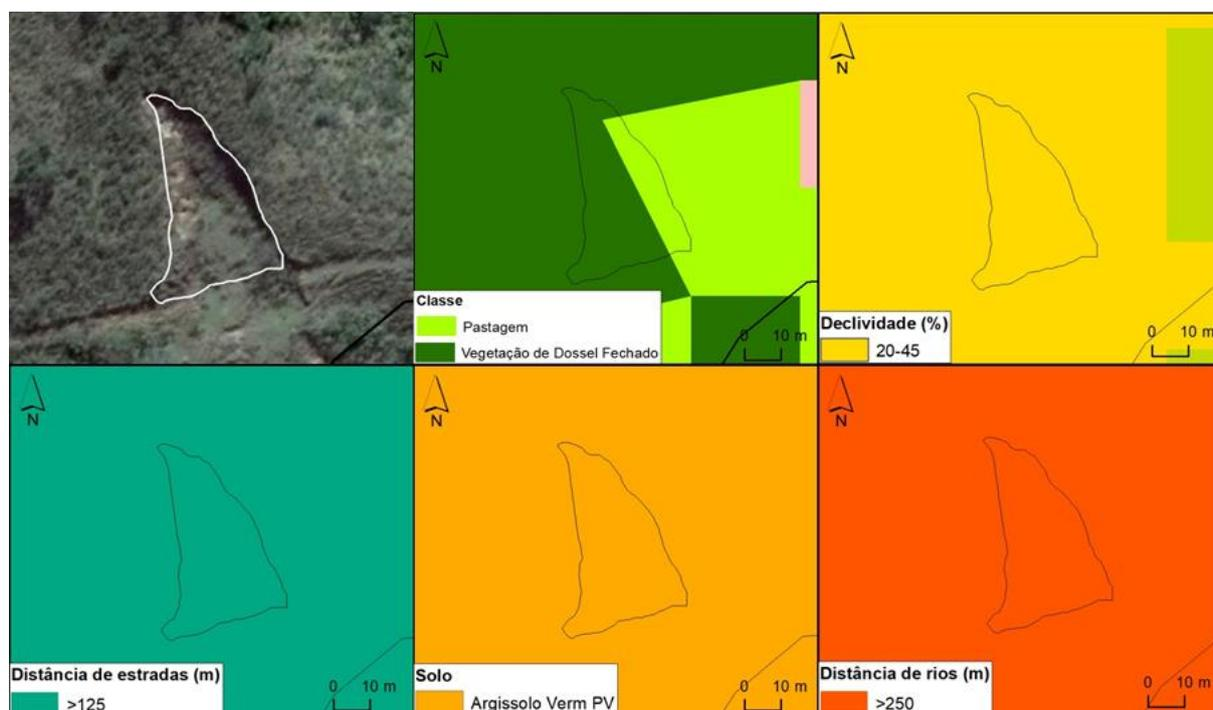 N
Classe
Pastagem
Vegetação de Dossel Fechado
0 10 m
N
Declividade (%)
20-45
0 10 m
N
Distância de estradas (m)
>125
0 10 m
N
Solo
Argissolo Verm PV
0 10 m
N
Distância de rios (m)
>250
0 10 m